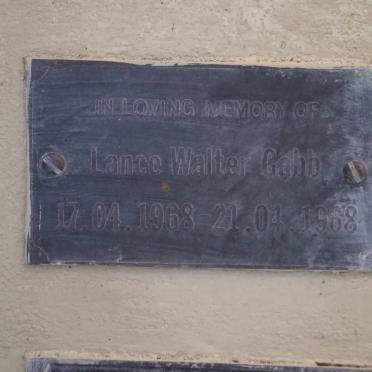 IN LOVING MEMORY OF
Lance Walter Gabb
17.04.1968-21.04.1968